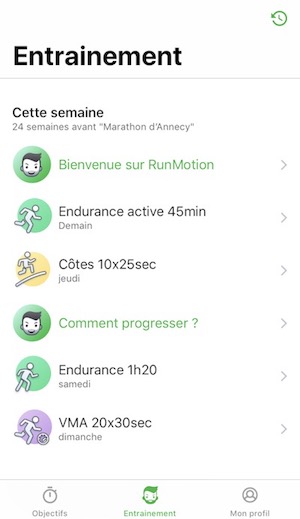 Entrainement
Cette semaine
24 semaines avant "Marathon d'Annecy"
Bienvenue sur RunMotion
Endurance active 45min
Demain
Côtes 10x25sec
jeudi
Comment progresser ?
Endurance 1h20
samedi
VMA 20x30sec
dimanche
Objectifs
Entrainement
Mon profil